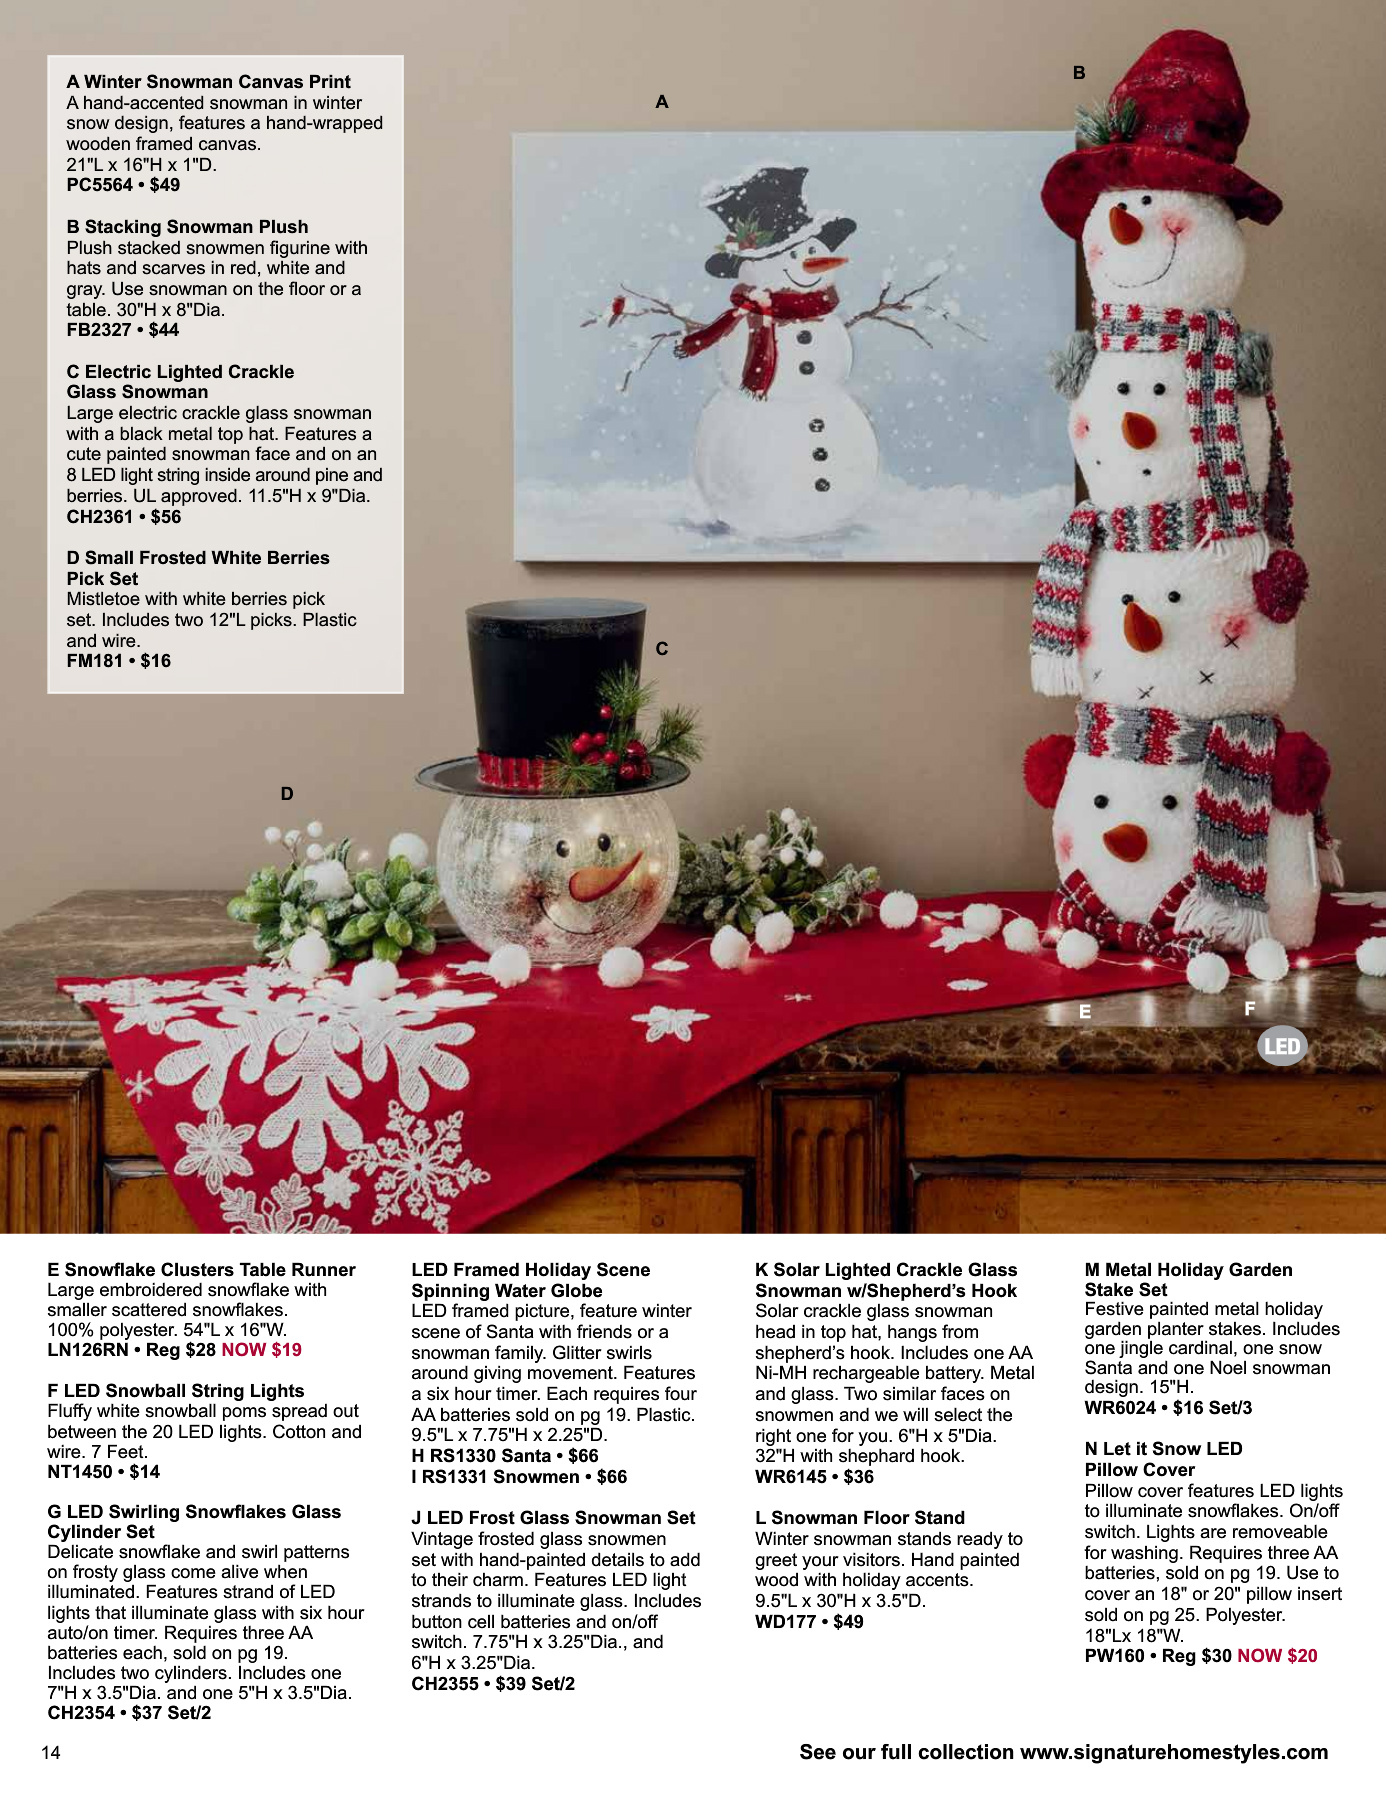 A Winter Snowman Canvas Print
A hand-accented snowman in winter
snow design, features a hand-wrapped
wooden framed canvas.
21"L x 16"H x 1"D.
PC5564 • $49
B Stacking Snowman Plush
Plush stacked snowmen figurine with
hats and scarves in red, white and
gray. Use snowman on the floor or a
table. 30"H x 8"Dia.
FB2327 • $44
C Electric Lighted Crackle
Glass Snowman
Large electric crackle glass snowman
with a black metal top hat. Features a
cute painted snowman face and on an
8 LED light string inside around pine and
berries. UL approved. 11.5"H x 9"Dia.
CH2361 • $56
D Small Frosted White Berries
Pick Set
Mistletoe with white berries pick
set. Includes two 12"L picks. Plastic
and wire.
FM181 • $16
A
B
C
D
E
F
LED
E Snowflake Clusters Table Runner
Large embroidered snowflake with
smaller scattered snowflakes.
100% polyester. 54"L x 16"W.
LN126RN • Reg $28 NOW $19
F LED Snowball String Lights
Fluffy white snowball poms spread out
between the 20 LED lights. Cotton and
wire. 7 Feet.
NT1450 • $14
G LED Swirling Snowflakes Glass
Cylinder Set
Delicate snowflake and swirl patterns
on frosty glass come alive when
illuminated. Features strand of LED
lights that illuminate glass with six hour
auto/on timer. Requires three AA
batteries each, sold on pg 19.
Includes two cylinders. Includes one
7"H x 3.5"Dia. and one 5"H x 3.5"Dia.
CH2354 • $37 Set/2
LED Framed Holiday Scene
Spinning Water Globe
LED framed picture, feature winter
scene of Santa with friends or a
snowman family. Glitter swirls
around giving movement. Features
a six hour timer. Each requires four
AA batteries sold on pg 19. Plastic.
9.5"L x 7.75"H x 2.25"D.
H RS1330 Santa • $66
I RS1331 Snowmen • $66
J LED Frost Glass Snowman Set
Vintage frosted glass snowmen
set with hand-painted details to add
to their charm. Features LED light
strands to illuminate glass. Includes
button cell batteries and on/off
switch. 7.75"H x 3.25"Dia., and
6"H x 3.25"Dia.
CH2355 • $39 Set/2
K Solar Lighted Crackle Glass
Snowman w/Shepherd’s Hook
Solar crackle glass snowman
head in top hat, hangs from
shepherd’s hook. Includes one AA
Ni-MH rechargeable battery. Metal
and glass. Two similar faces on
snowmen and we will select the
right one for you. 6"H x 5"Dia.
32"H with shephard hook.
WR6145 • $36
L Snowman Floor Stand
Winter snowman stands ready to
greet your visitors. Hand painted
wood with holiday accents.
9.5"L x 30"H x 3.5"D.
WD177 • $49
M Metal Holiday Garden
Stake Set
Festive painted metal holiday
garden planter stakes. Includes
one jingle cardinal, one snow
Santa and one Noel snowman
design. 15"H.
WR6024 • $16 Set/3
N Let it Snow LED
Pillow Cover
Pillow cover features LED lights
to illuminate snowflakes. On/off
switch. Lights are removeable
for washing. Requires three AA
batteries, sold on pg 19. Use to
cover an 18" or 20" pillow insert
sold on pg 25. Polyester.
18"Lx 18"W.
PW160 • Reg $30 NOW $20
14
See our full collection www.signaturehomestyles.com